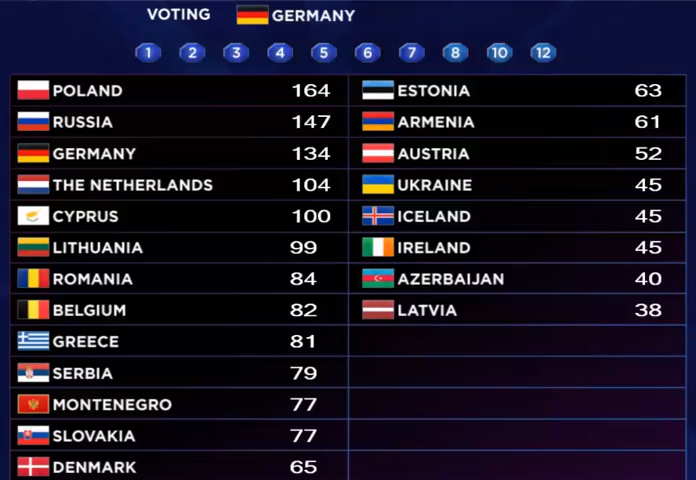 VOTING GERMANY
1 2 3 4 5 6 7 8 10 12
POLAND 164
RUSSIA 147
GERMANY 134
THE NETHERLANDS 104
CYPRUS 100
LITHUANIA 99
ROMANIA 84
BELGIUM 82
GREECE 81
SERBIA 79
MONTENEGRO 77
SLOVAKIA 77
DENMARK 65
ESTONIA 63
ARMENIA 61
AUSTRIA 52
UKRAINE 45
ICELAND 45
IRELAND 45
AZERBAIJAN 40
LATVIA 38